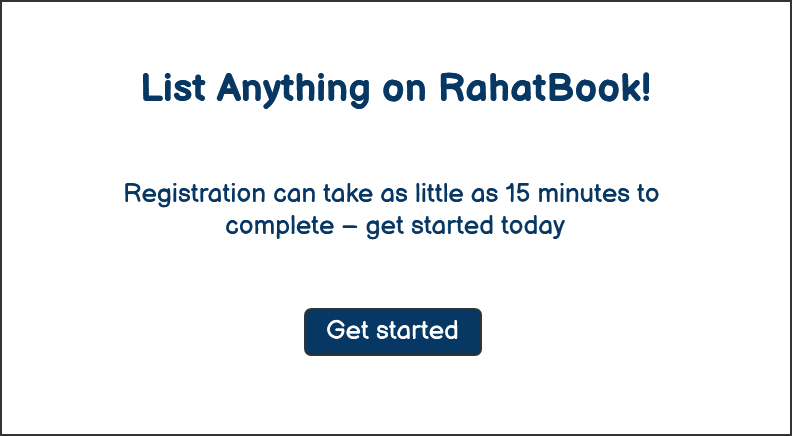 List Anything on RahatBook!
Registration can take as little as 15 minutes to
complete – get started today
Get started